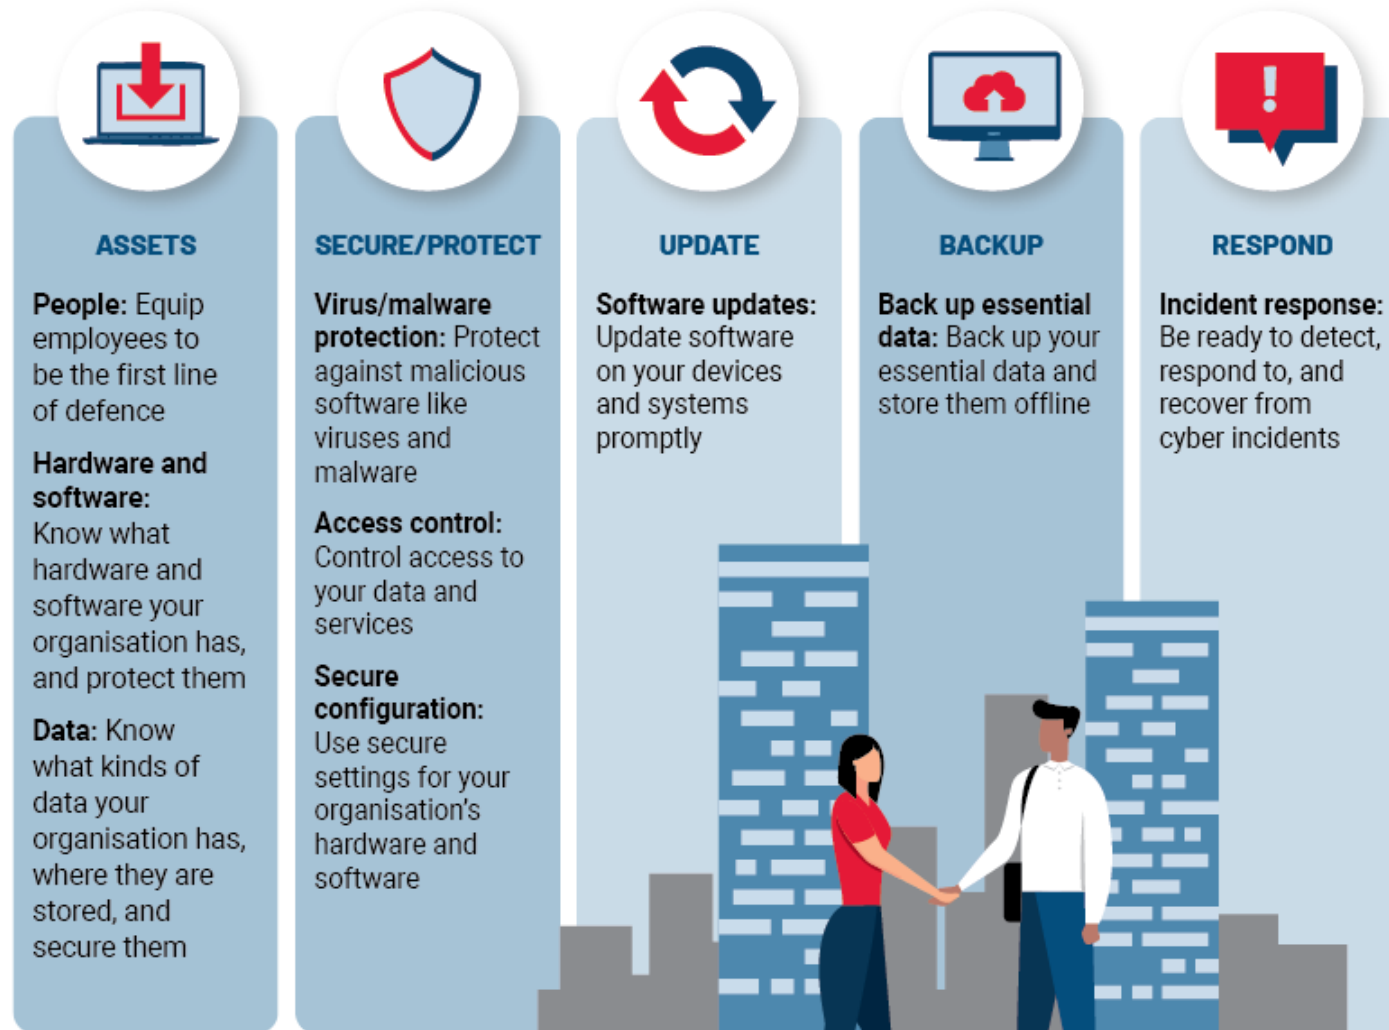 ASSETS
People: Equip
employees to
be the first line
of defence
Hardware and
software:
Know what
hardware and
software your
organisation has,
and protect them
Data: Know
what kinds of
data your
organisation has,
where they are
stored, and
secure them
SECURE/PROTECT
Virus/malware
protection: Protect
against malicious
software like
viruses and
malware
Access control:
Control access to
your data and
services
Secure
configuration:
Use secure
settings for your
organisation's
hardware and
software
UPDATE
Software updates:
Update software
on your devices
and systems
promptly
BACKUP
Back up essential
data: Back up your
essential data and
store them offline
!
RESPOND
Incident response:
Be ready to detect,
respond to, and
recover from
cyber incidents